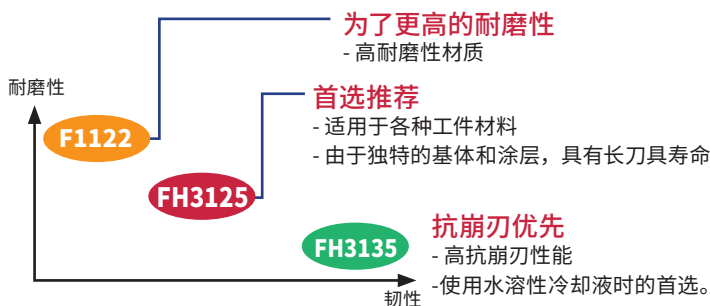 为了更高的耐磨性
- 高耐磨性材质
耐磨性
首选推荐
F1122
- 适用于各种工件材料
- 由于独特的基体和涂层，具有长刀具寿命
FH3125
抗崩刃优先
FH3135
- 高抗崩刃性能
-使用水溶性冷却液时的首选。
韧性